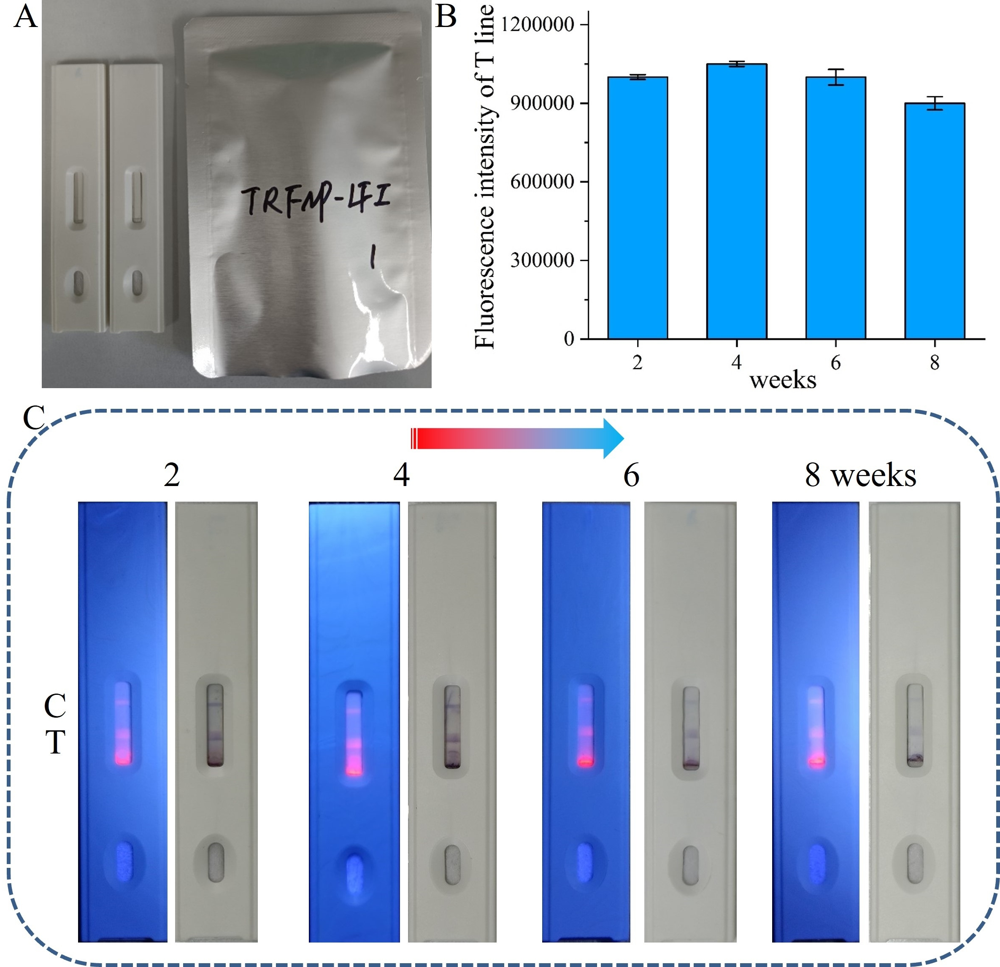 A
TRFNP-LFI
1
B
Fluorescence intensity of T line
1200000
900000
600000
300000
0
2 4 6 8
weeks
C
2 4 6 8 weeks
C
T